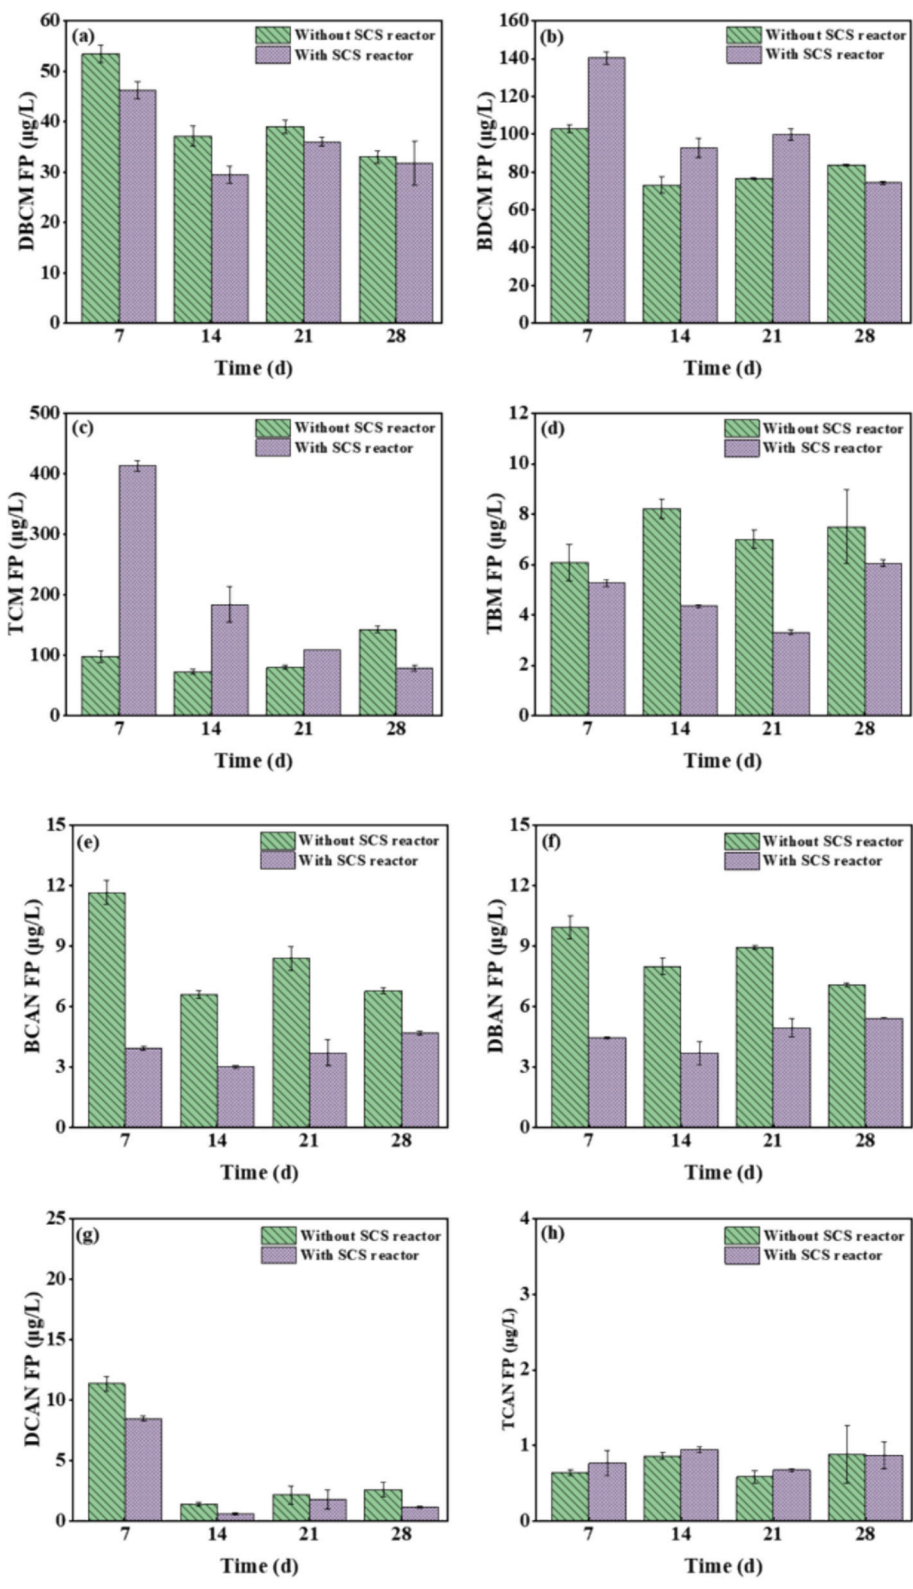 (a)
Without SCS reactor
With SCS reactor
DBCM FP (µg/L)
60
50
40
30
20
10
0
7 14 21 28
Time (d)
(b)
Without SCS reactor
With SCS reactor
BDCM FP (µg/L)
160
140
120
100
80
60
40
20
0
7 14 21 28
Time (d)
(c)
Without SCS reactor
With SCS reactor
TCM FP (µg/L)
500
400
300
200
100
0
7 14 21 28
Time (d)
(d)
Without SCS reactor
With SCS reactor
TBM FP (µg/L)
12
10
8
6
4
2
0
7 14 21 28
Time (d)
(e)
Without SCS reactor
With SCS reactor
BCAN FP (µg/L)
15
12
9
6
3
0
7 14 21 28
Time (d)
(f)
Without SCS reactor
With SCS reactor
DBAN FP (µg/L)
15
12
9
6
3
0
7 14 21 28
Time (d)
(g)
Without SCS reactor
With SCS reactor
DCAN FP (µg/L)
25
20
15
10
5
0
7 14 21 28
Time (d)
(h)
Without SCS reactor
With SCS reactor
TCAN FP (µg/L)
4
3
2
1
0
7 14 21 28
Time (d)